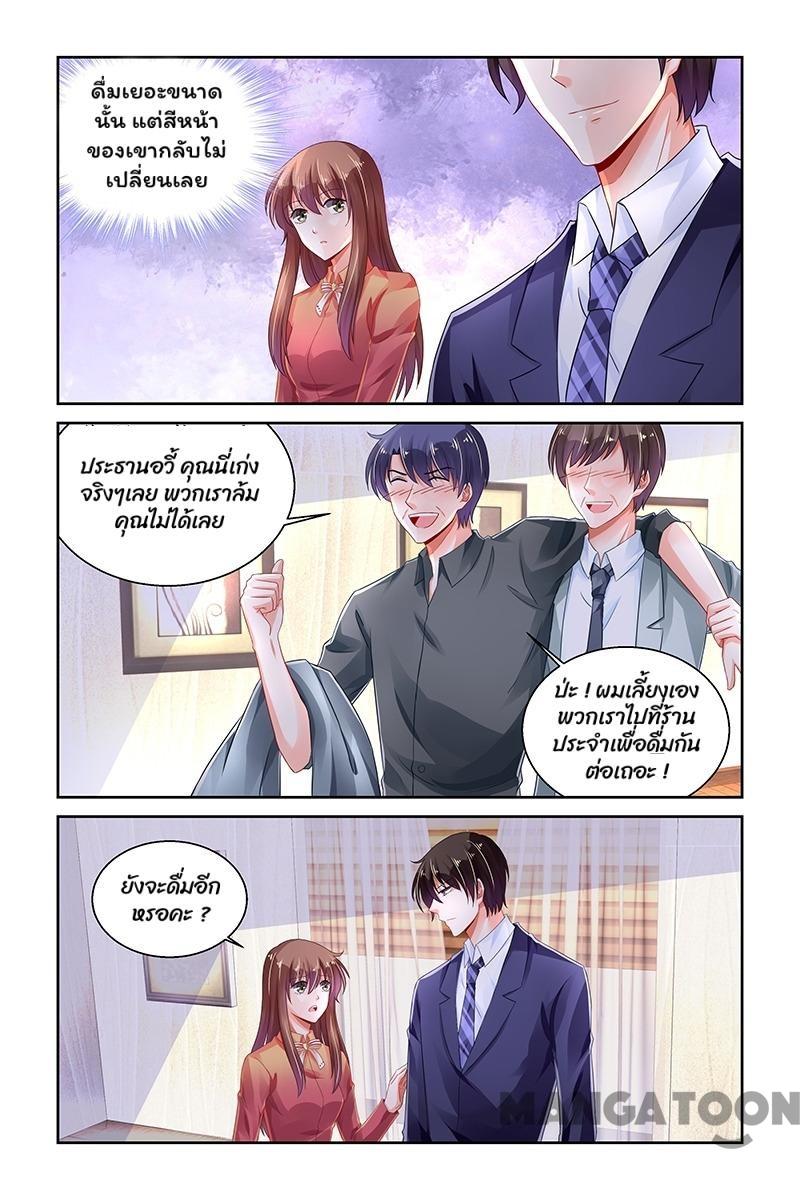 ดื่มเยอะขนาด
นั้น แต่สีหน้า
ของเขากลับไม่
เปลี่ยนเลย
ประธานอวี้ คุณนี่เก่ง
จริงๆเลย พวกเราล้ม
คุณไม่ได้เลย
ป่ะ ! ผมเลี้ยงเอง
พวกเราไปที่ร้าน
ประจำเพื่อดื่มกัน
ต่อเถอะ !
ยังจะดื่มอีก
หรอคะ ?
MANGATOON